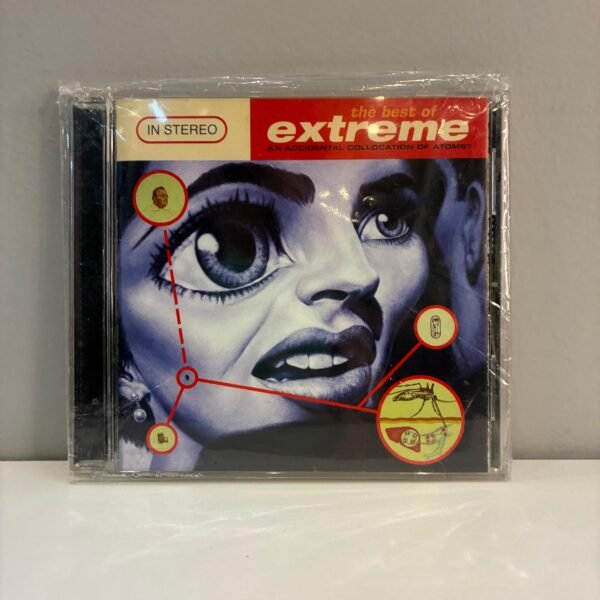 IN STEREO
the best of
extreme
AN ACCIDENTAL COLLOCATION OF ATOMS?